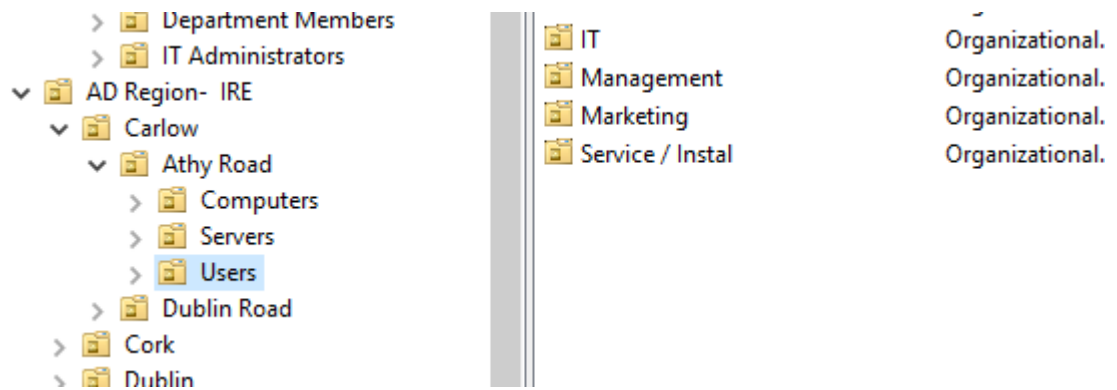 Department Members
IT Administrators
AD Region- IRE
Carlow
Athy Road
Computers
Servers
Users
Dublin Road
Cork
Dublin
IT Organizational.
Management Organizational.
Marketing Organizational.
Service / Instal Organizational.